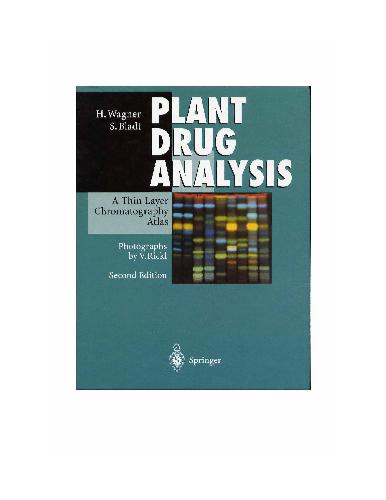 H. Wagner
S. Bladt
PLANT
DRUG
ANALYSIS
A Thin Layer
Chromatography
Atlas
Photographs
by V. Rickl
Second Edition
Springer